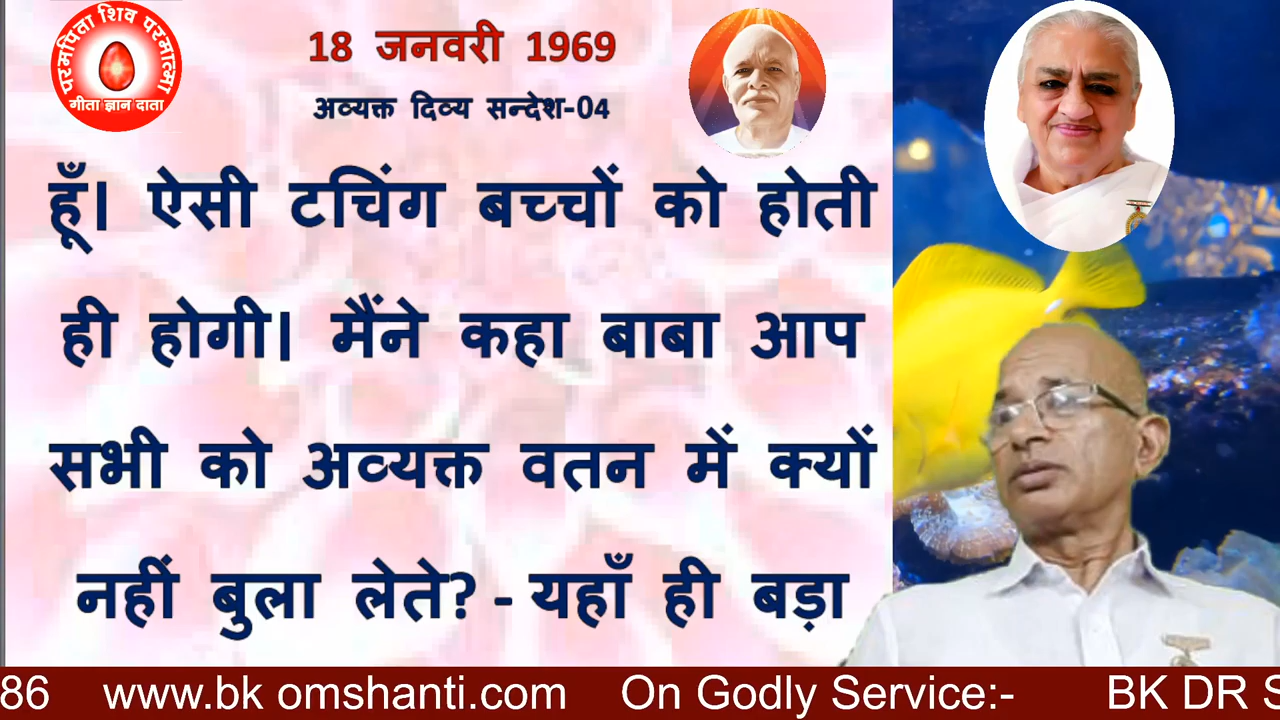 परमपिता शिव परमात्मा
गीता ज्ञान दाता
18 जनवरी 1969
अव्यक्त दिव्य सन्देश-04
हूँ। ऐसी टचिंग बच्चों को होती
ही होगी। मैंने कहा बाबा आप
सभी को अव्यक्त वतन में क्यों
नहीं बुला लेते? - यहाँ ही बड़ा
86 www.bk omshanti.com On Godly Service:- BK DR S